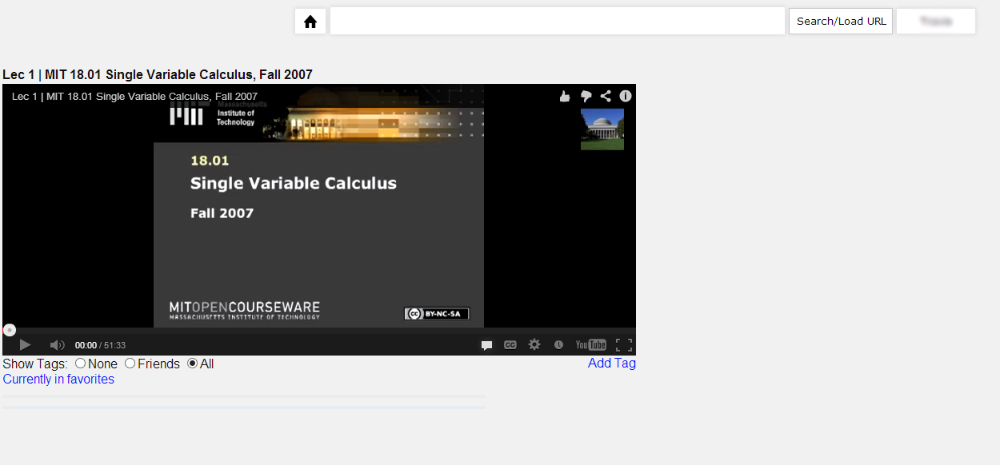 Search/Load URL
Lec 1 | MIT 18.01 Single Variable Calculus, Fall 2007
Lec 1 | MIT 18.01 Single Variable Calculus, Fall 2007
Massachusetts
Institute of
Technology
18.01
Single Variable Calculus
Fall 2007
MITOPENCOURSEWARE
MASSACHUSETTS INSTITUTE OF TECHNOLOGY
cc BY-NC-SA
00:00 / 51:33
CC
YouTube
Show Tags: None Friends All
Add Tag
Currently in favorites